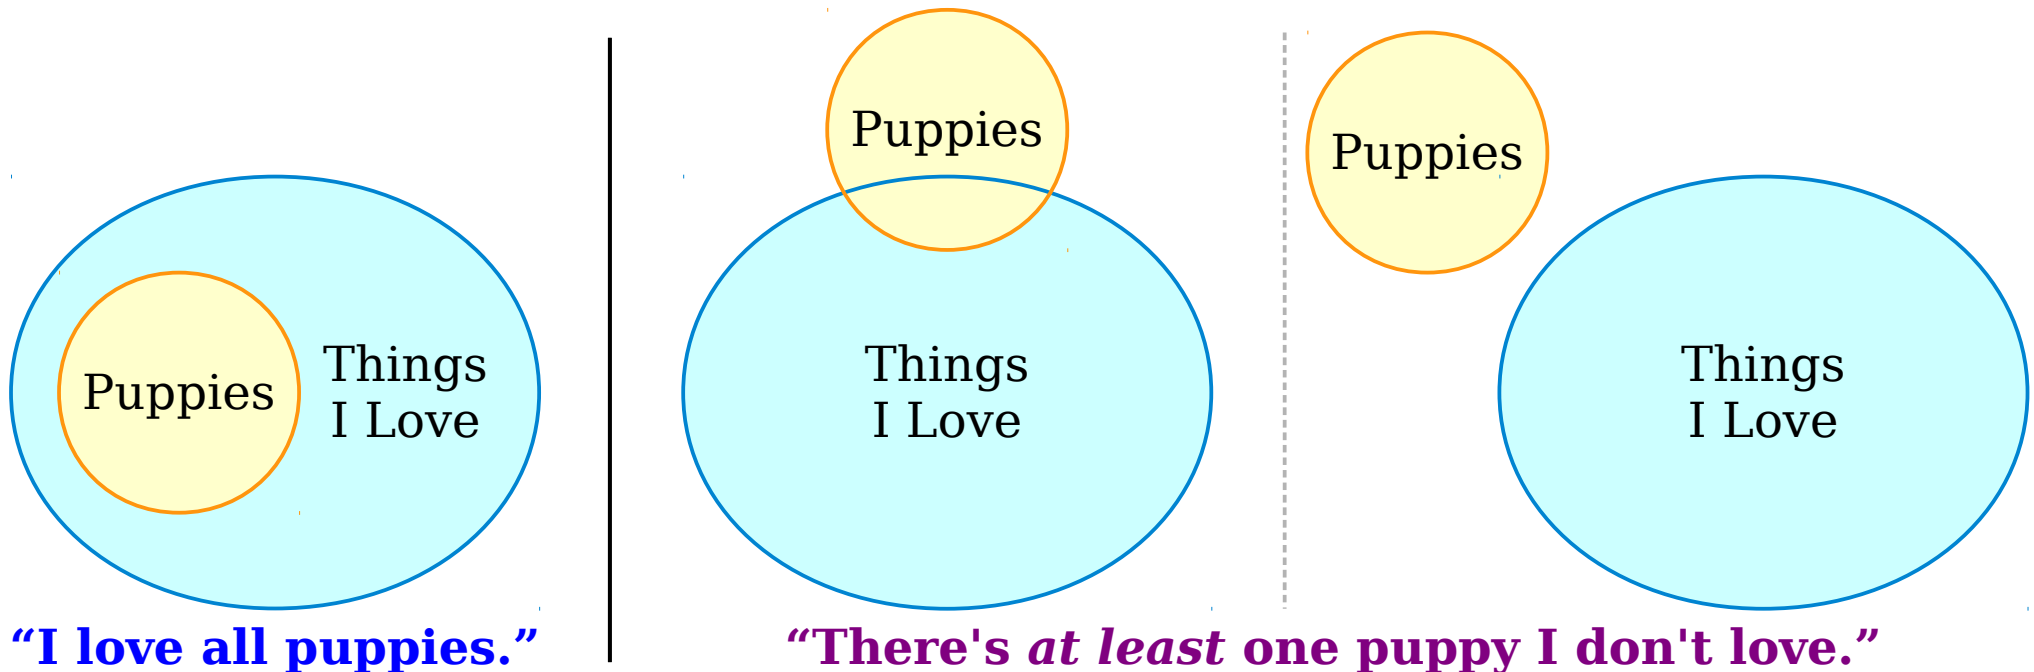 Puppies
Things
I Love
“I love all puppies.”
Puppies
Things
I Love
Puppies
Things
I Love
“There's at least one puppy I don't love.”